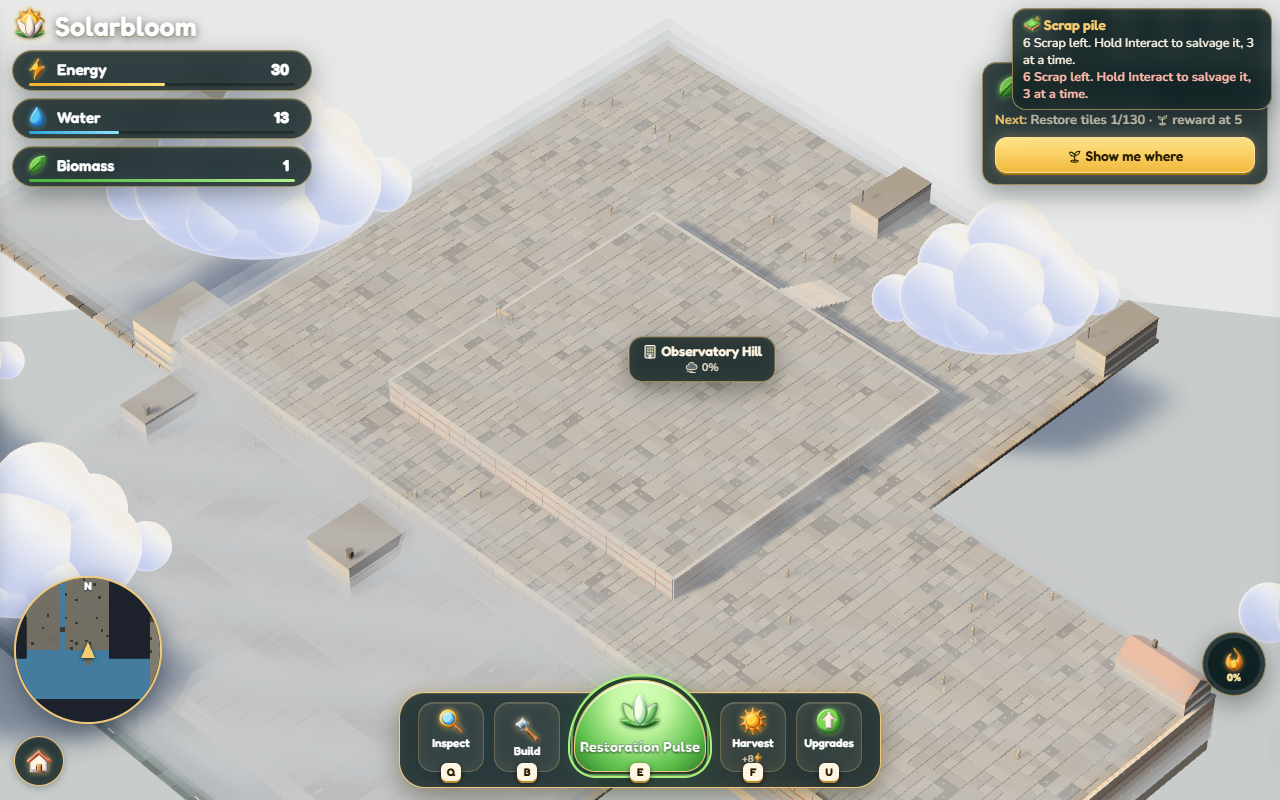 Solarbloom
Energy 30
Water 13
Biomass 1
Scrap pile
6 Scrap left. Hold Interact to salvage it, 3
at a time.
6 Scrap left. Hold Interact to salvage it,
3 at a time.
Next: Restore tiles 1/130 · reward at 5
Show me where
Observatory Hill
0%
N
0%
Inspect
Q
Build
B
Restoration Pulse
E
Harvest
+8
F
Upgrades
U